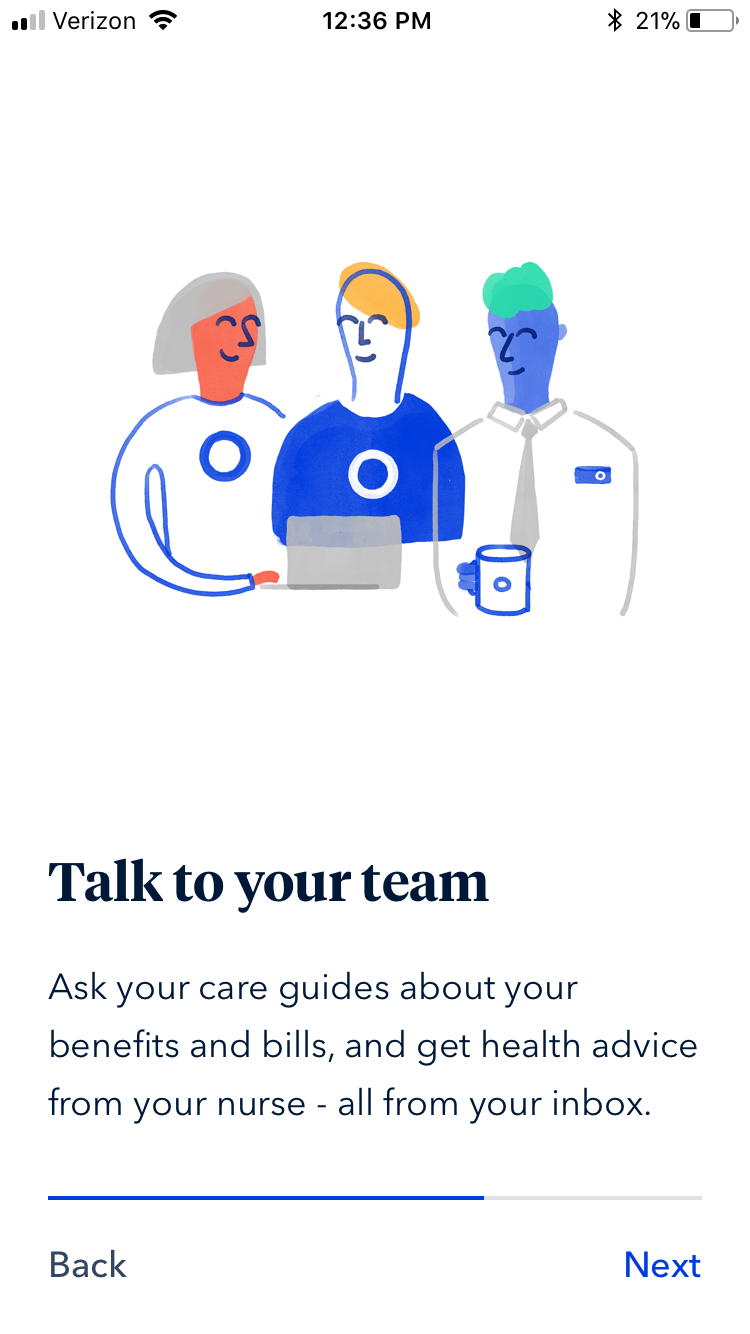 Verizon 12:36 PM 21%
Talk to your team
Ask your care guides about your
benefits and bills, and get health advice
from your nurse - all from your inbox.
Back Next